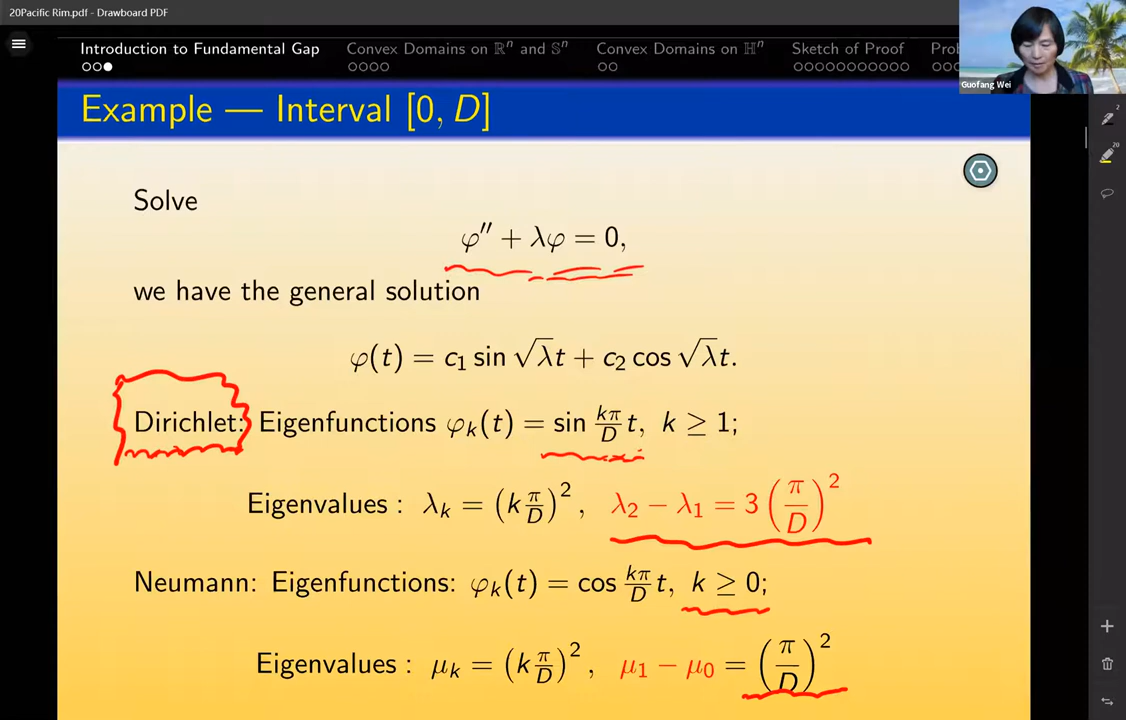 20Pacific Rim.pdf - Drawboard PDF
Introduction to Fundamental Gap Convex Domains on ℝⁿ and 𝕊ⁿ Convex Domains on ℍⁿ Sketch of Proof Pro
Guofang Wei
2
20
Example — Interval [0, D]
Solve
φ″ + λφ = 0,
we have the general solution
φ(t) = c₁ sin √λt + c₂ cos √λt.
Dirichlet: Eigenfunctions φₖ(t) = sin kπ/D t, k ≥ 1;
Eigenvalues : λₖ = (k π/D)², λ₂ − λ₁ = 3 (π/D)²
Neumann: Eigenfunctions: φₖ(t) = cos kπ/D t, k ≥ 0;
Eigenvalues : μₖ = (k π/D)², μ₁ − μ₀ = (π/D)²